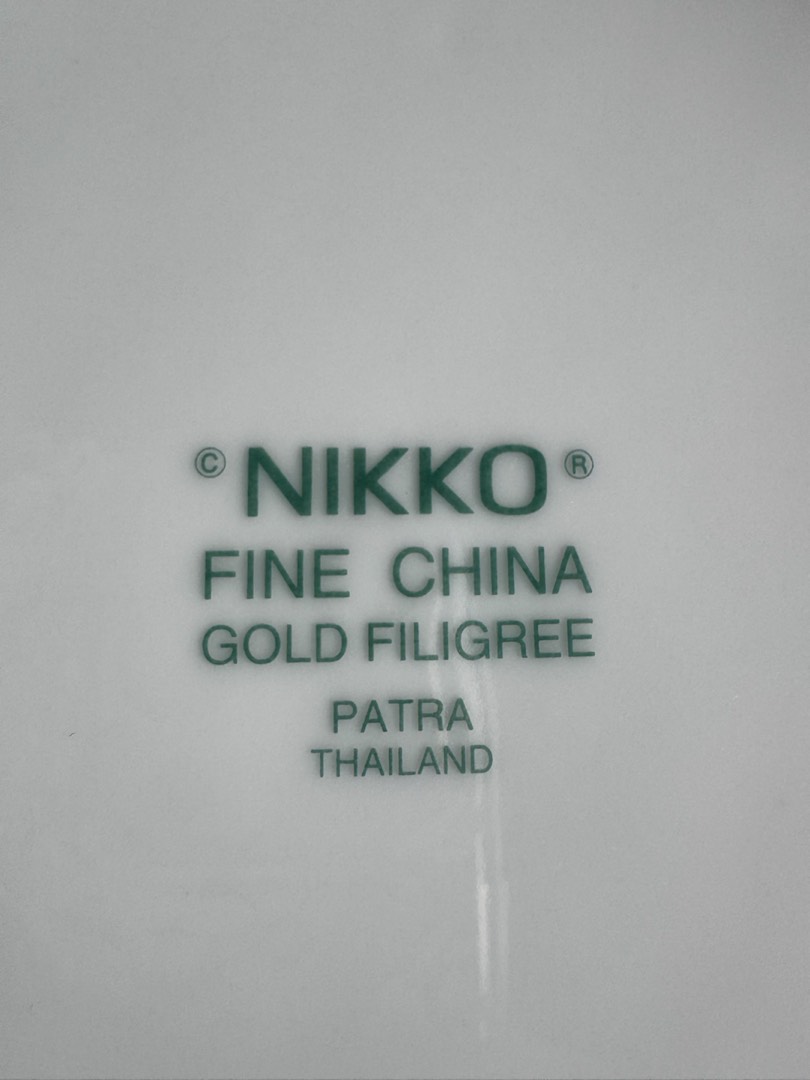 © NIKKO ®
FINE CHINA
GOLD FILIGREE
PATRA
THAILAND